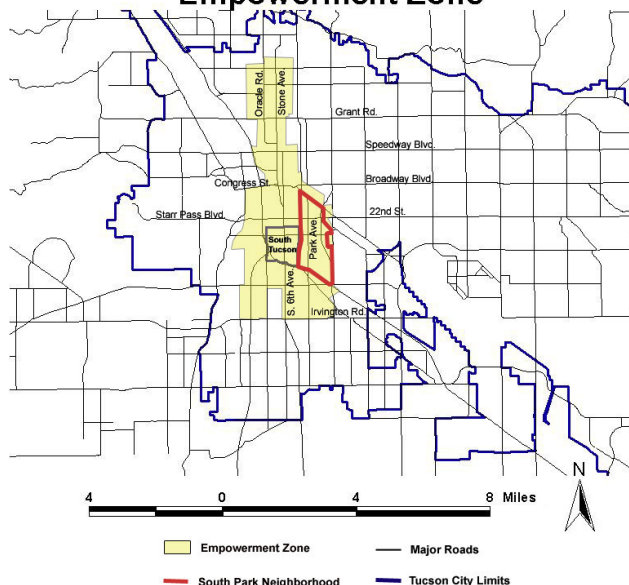 Empowerment Zone
Oracle Rd.
Stone Ave.
Grant Rd.
Speedway Blvd.
Congress St.
Broadway Blvd.
Starr Pass Blvd.
22nd St.
South
Tucson
Park Ave.
S. 6th Ave.
Irvington Rd.
N
4 0 4 8 Miles
Empowerment Zone
Major Roads
South Park Neighborhood
Tucson City Limits